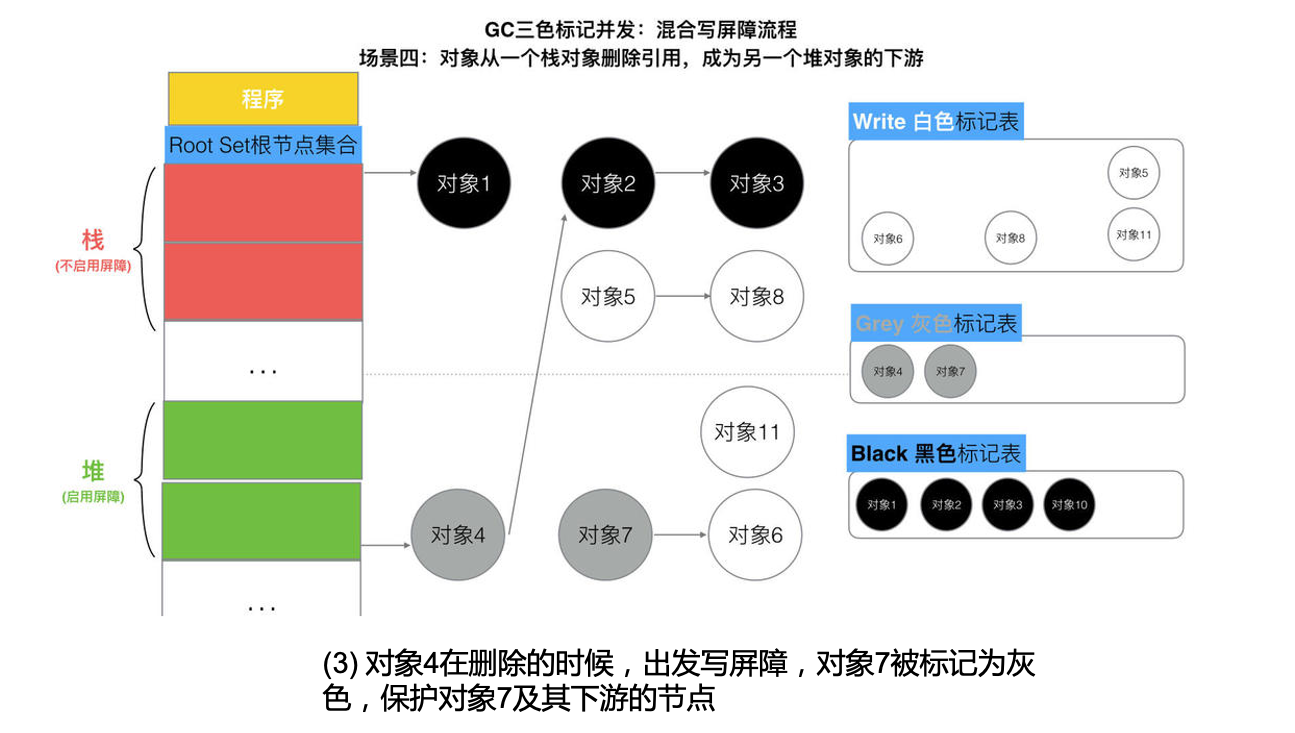 GC三色标记并发：混合写屏障流程
场景四：对象从一个栈对象删除引用，成为另一个堆对象的下游
程序
Root Set根节点集合
栈
(不启用屏障)
...
堆
(启用屏障)
...
对象1
对象2
对象3
对象5
对象8
对象11
对象4
对象7
对象6
Write 白色标记表
对象5
对象6
对象8
对象11
Grey 灰色标记表
对象4
对象7
Black 黑色标记表
对象1
对象2
对象3
对象10
(3) 对象4在删除的时候，出发写屏障，对象7被标记为灰
色，保护对象7及其下游的节点